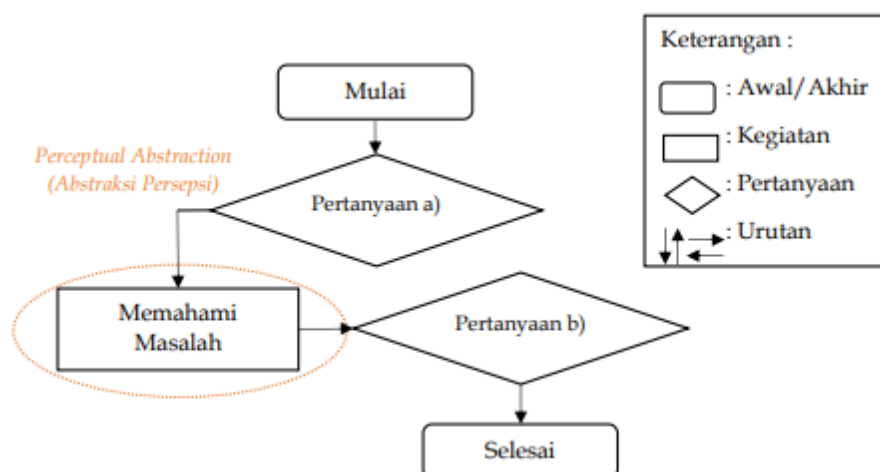 Mulai
Perceptual Abstraction
(Abstraksi Persepsi)
Pertanyaan a)
Memahami
Masalah
Pertanyaan b)
Selesai
Keterangan :
: Awal/Akhir
: Kegiatan
: Pertanyaan
: Urutan